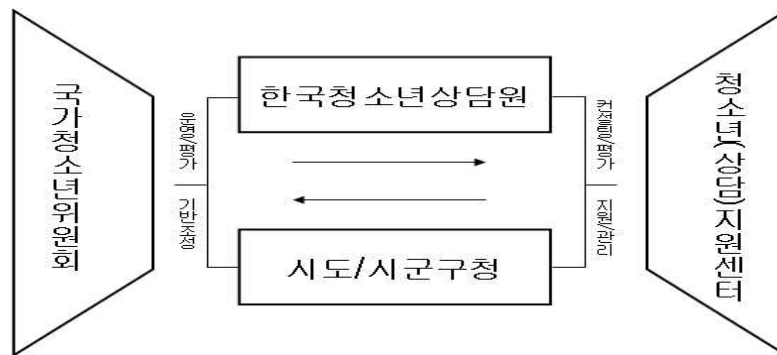 국가청소년위원회
운영/평가
기반조성
한국청소년상담원
시도/시군구청
컨설팅/평가
지원/관리
청소년(상담)지원센터